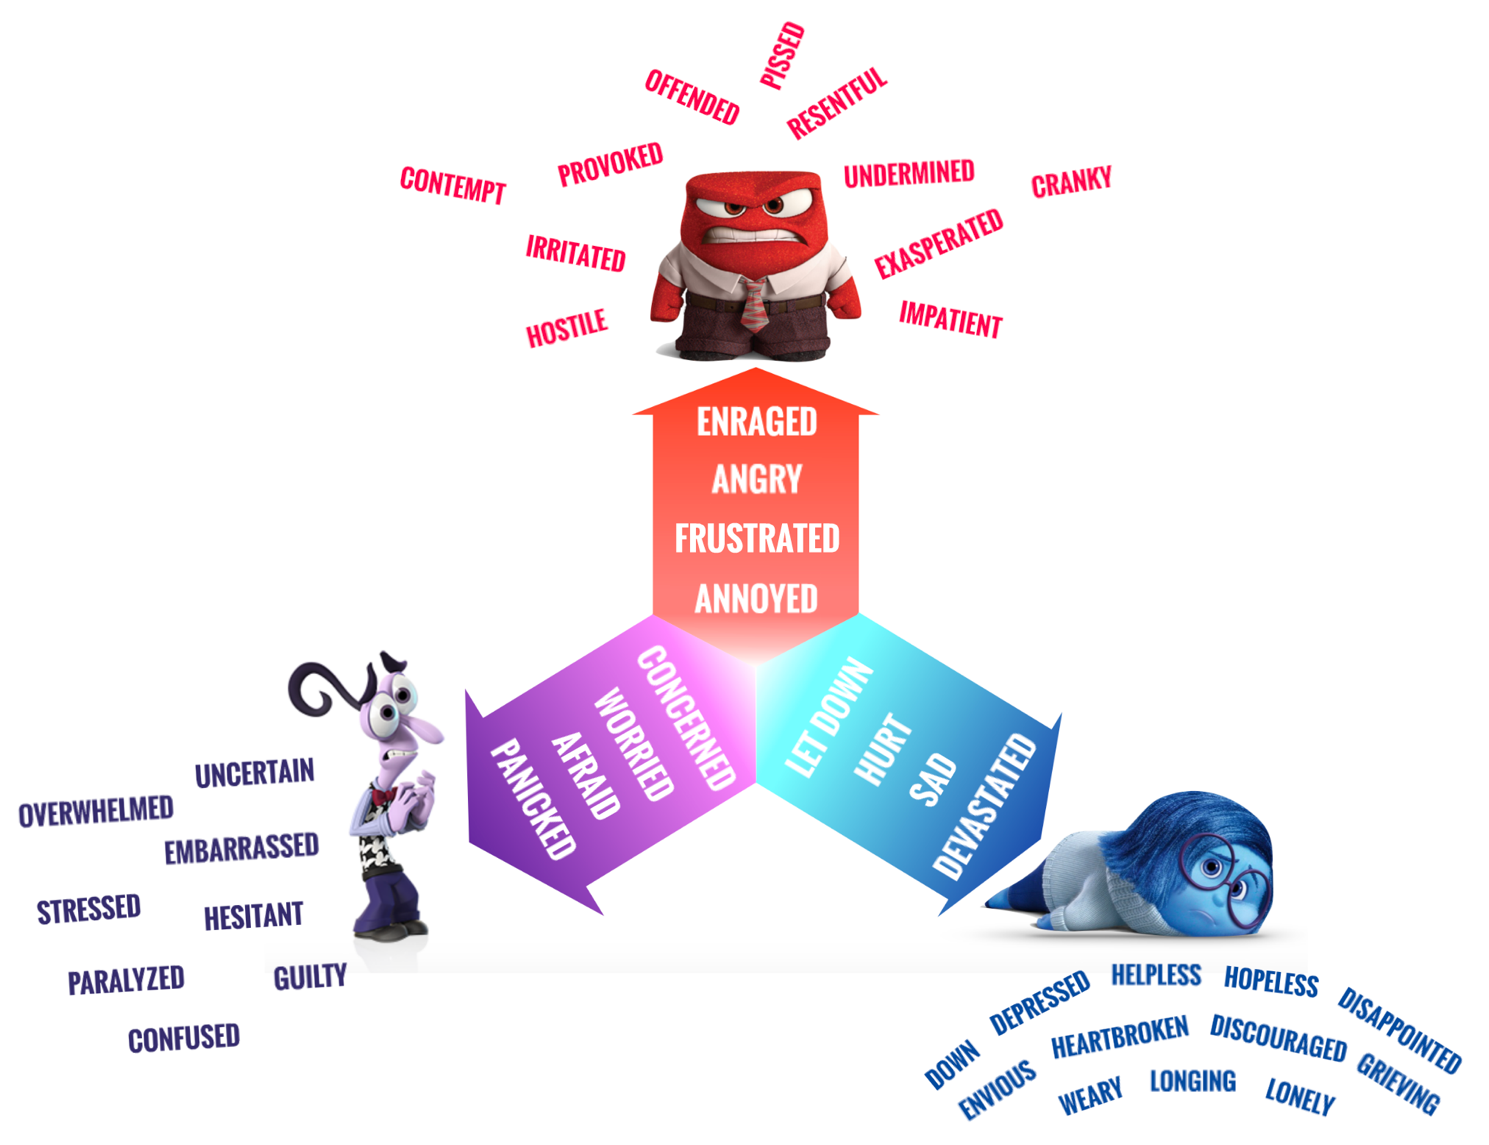 PISSED
OFFENDED
RESENTFUL
PROVOKED
UNDERMINED
CONTEMPT
CRANKY
IRRITATED
EXASPERATED
HOSTILE
IMPATIENT
ENRAGED
ANGRY
FRUSTRATED
ANNOYED
CONCERNED
WORRIED
AFRAID
PANICKED
LET DOWN
HURT
SAD
DEVASTATED
UNCERTAIN
OVERWHELMED
EMBARRASSED
STRESSED
HESITANT
PARALYZED
GUILTY
CONFUSED
DEPRESSED
HELPLESS
HOPELESS
DISAPPOINTED
DOWN
HEARTBROKEN
DISCOURAGED
GRIEVING
ENVIOUS
WEARY
LONGING
LONELY